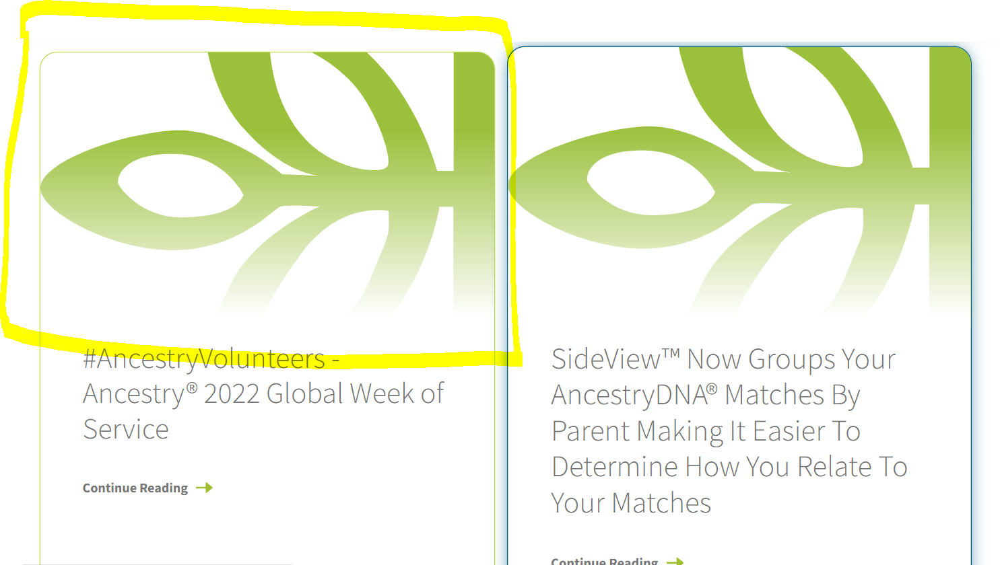 #AncestryVolunteers -
Ancestry® 2022 Global Week of
Service
Continue Reading
SideView™ Now Groups Your
AncestryDNA® Matches By
Parent Making It Easier To
Determine How You Relate To
Your Matches
Continue Reading